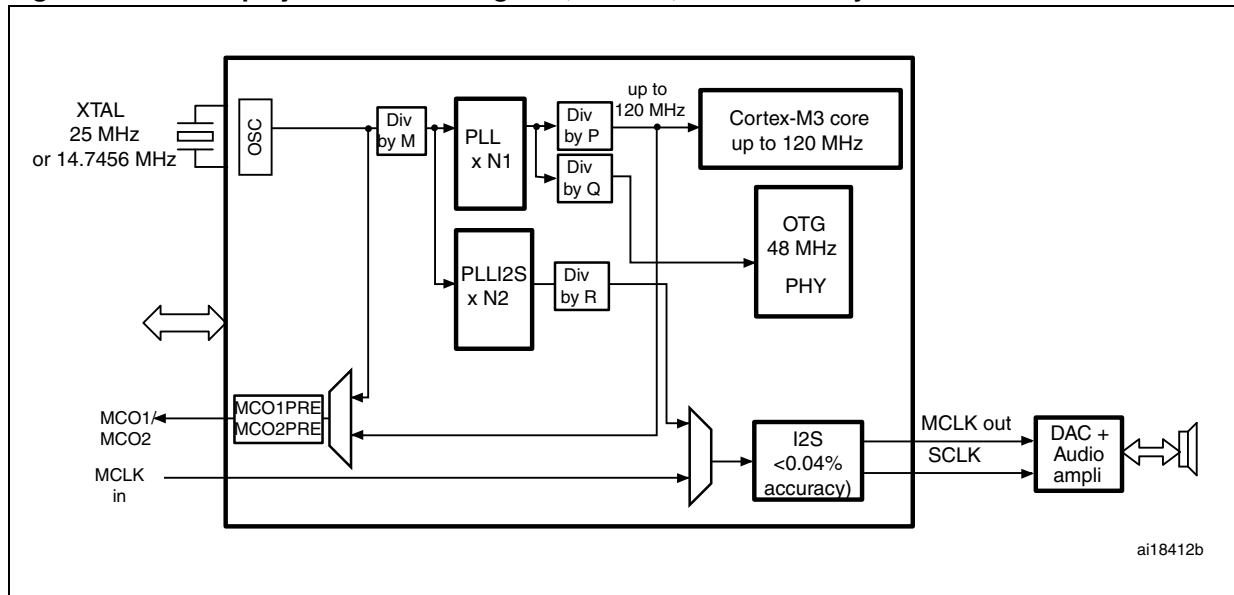 up to
120 MHz
XTAL
25 MHz
or 14.7456 MHz
OSC
Div
by M
PLL
x N1
Div
by P
Cortex-M3 core
up to 120 MHz
Div
by Q
OTG
48 MHz
PHY
PLLI2S
x N2
Div
by R
MCO1/
MCO2
MCO1PRE
MCO2PRE
MCLK
in
I2S
<0.04%
accuracy)
MCLK out
SCLK
DAC +
Audio
ampli
ai18412b